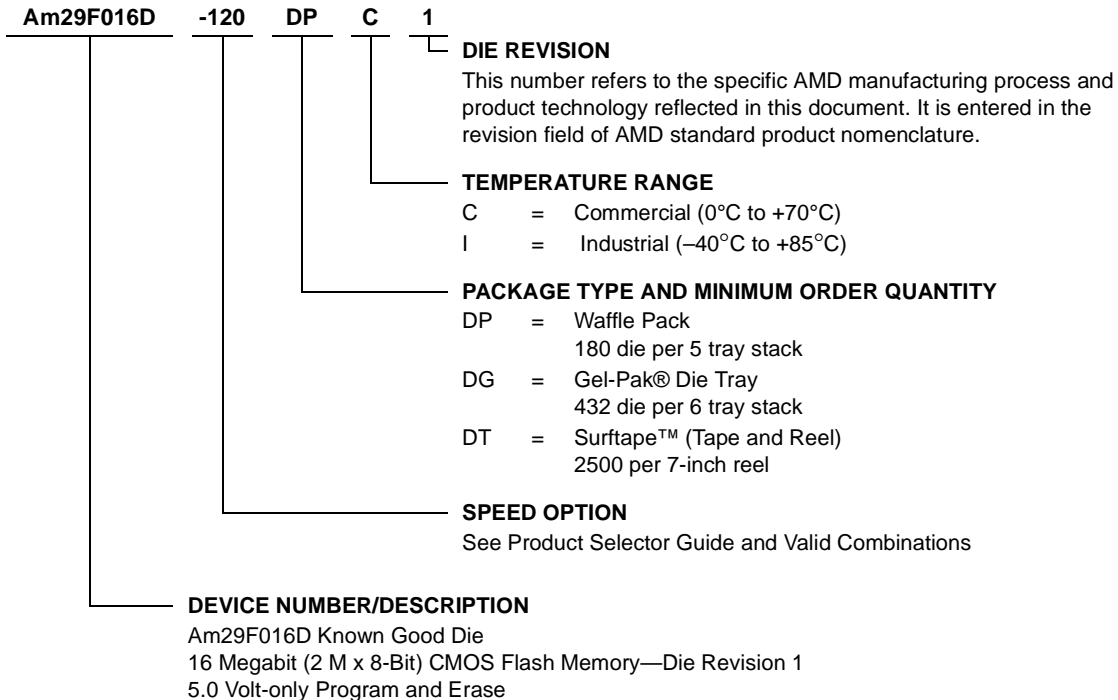 Am29F016D -120 DP C 1
DIE REVISION
This number refers to the specific AMD manufacturing process and
product technology reflected in this document. It is entered in the
revision field of AMD standard product nomenclature.
TEMPERATURE RANGE
C = Commercial (0°C to +70°C)
I = Industrial (–40°C to +85°C)
PACKAGE TYPE AND MINIMUM ORDER QUANTITY
DP = Waffle Pack
180 die per 5 tray stack
DG = Gel-Pak® Die Tray
432 die per 6 tray stack
DT = Surftape™ (Tape and Reel)
2500 per 7-inch reel
SPEED OPTION
See Product Selector Guide and Valid Combinations
DEVICE NUMBER/DESCRIPTION
Am29F016D Known Good Die
16 Megabit (2 M x 8-Bit) CMOS Flash Memory—Die Revision 1
5.0 Volt-only Program and Erase